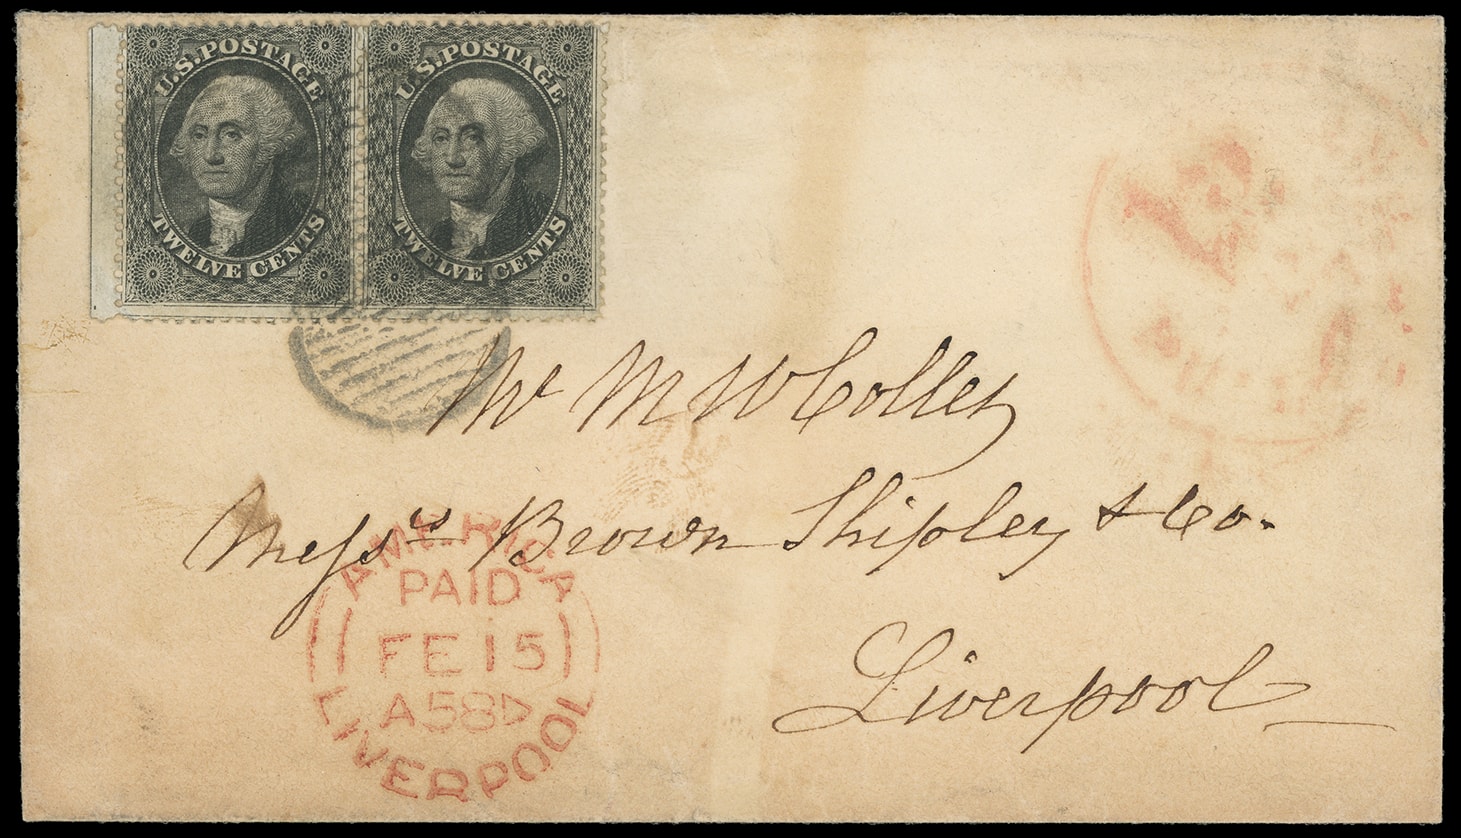 U.S. POSTAGE
TWELVE CENTS
U.S. POSTAGE
TWELVE CENTS
Mr M W Collet
Messrs Brown Shipley & Co.
Liverpool
AMERICA
PAID
FE 15
A 58
LIVERPOOL